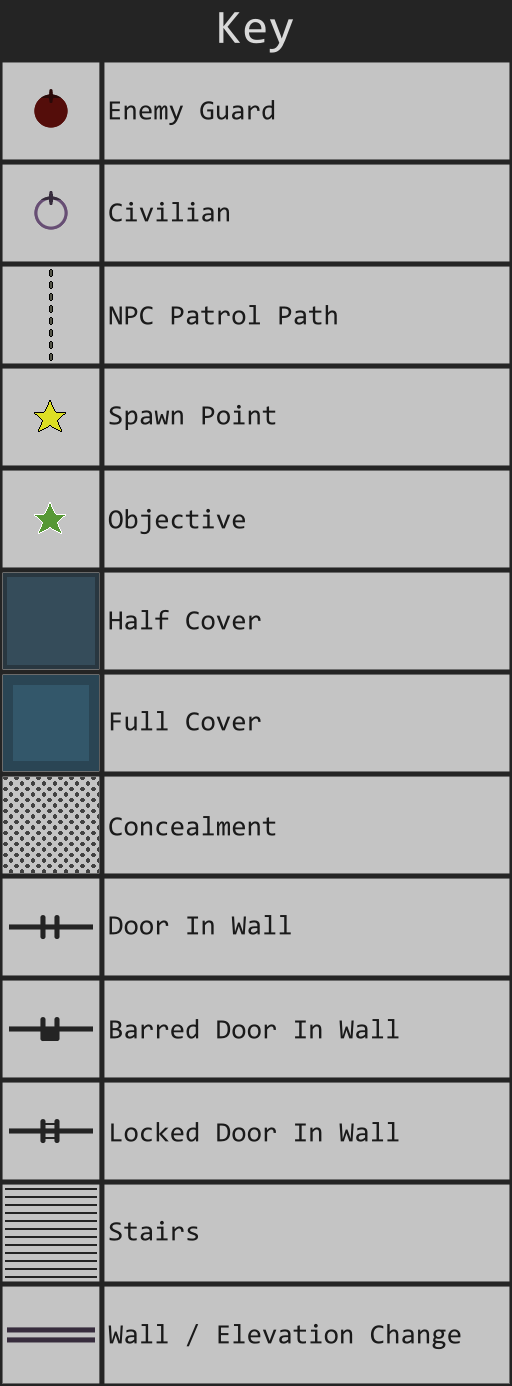 Key
Enemy Guard
Civilian
NPC Patrol Path
Spawn Point
Objective
Half Cover
Full Cover
Concealment
Door In Wall
Barred Door In Wall
Locked Door In Wall
Stairs
Wall / Elevation Change